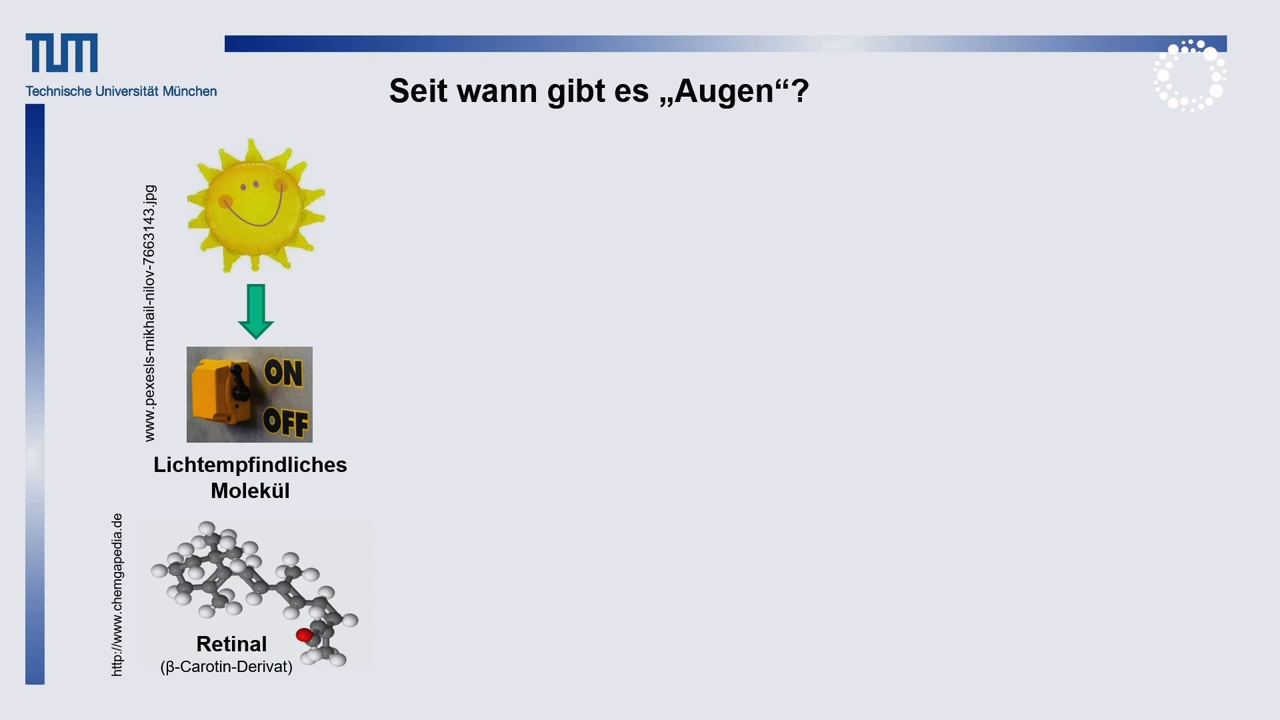 TUM
Technische Universität München
Seit wann gibt es „Augen“?
www.pexesls-mikhail-nilov-7663143.jpg
ON
OFF
Lichtempfindliches
Molekül
http://www.chemgapedia.de
Retinal
(β-Carotin-Derivat)